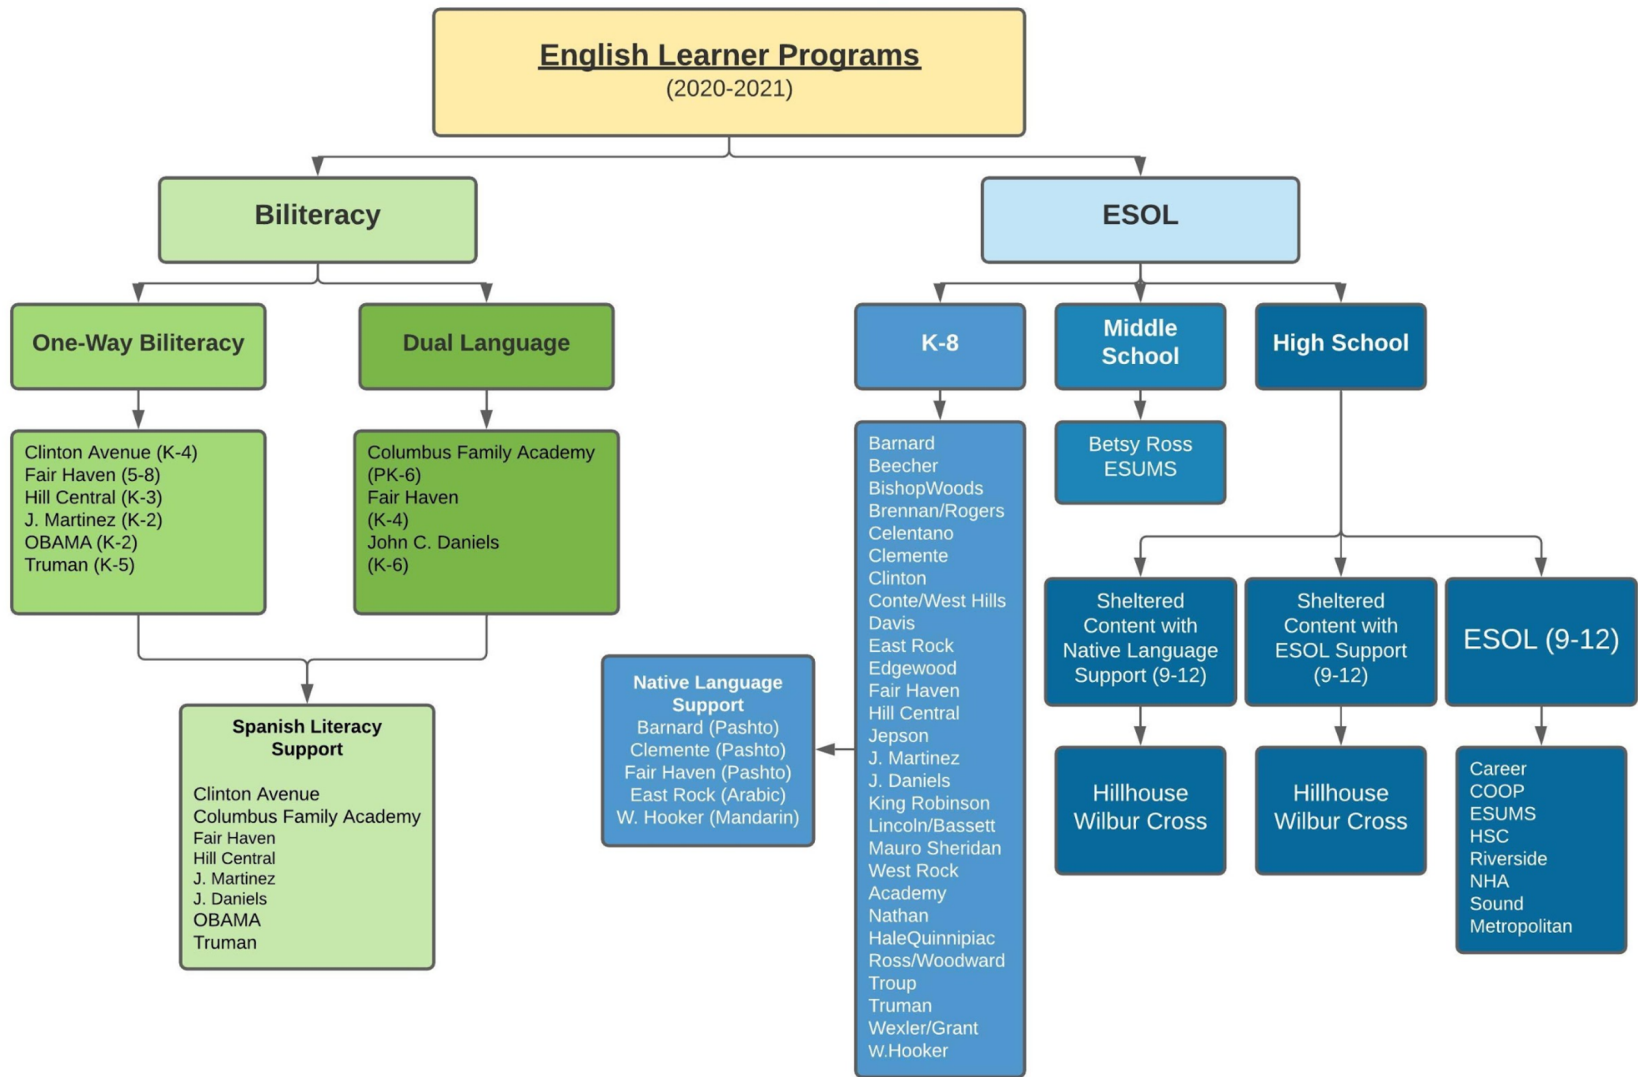 English Learner Programs
(2020-2021)
Biliteracy
ESOL
One-Way Biliteracy
Dual Language
K-8
Middle
School
High School
Clinton Avenue (K-4)
Fair Haven (5-8)
Hill Central (K-3)
J. Martinez (K-2)
OBAMA (K-2)
Truman (K-5)
Columbus Family Academy
(PK-6)
Fair Haven
(K-4)
John C. Daniels
(K-6)
Spanish Literacy
Support
Clinton Avenue
Columbus Family Academy
Fair Haven
Hill Central
J. Martinez
J. Daniels
OBAMA
Truman
Native Language
Support
Barnard (Pashto)
Clemente (Pashto)
Fair Haven (Pashto)
East Rock (Arabic)
W. Hooker (Mandarin)
Barnard
Beecher
BishopWoods
Brennan/Rogers
Celentano
Clemente
Clinton
Conte/West Hills
Davis
East Rock
Edgewood
Fair Haven
Hill Central
Jepson
J. Martinez
J. Daniels
King Robinson
Lincoln/Bassett
Mauro Sheridan
West Rock
Academy
Nathan
HaleQuinnipiac
Ross/Woodward
Troup
Truman
Wexler/Grant
W.Hooker
Betsy Ross
ESUMS
Sheltered
Content with
Native Language
Support (9-12)
Sheltered
Content with
ESOL Support
(9-12)
ESOL (9-12)
Hillhouse
Wilbur Cross
Hillhouse
Wilbur Cross
Career
COOP
ESUMS
HSC
Riverside
NHA
Sound
Metropolitan